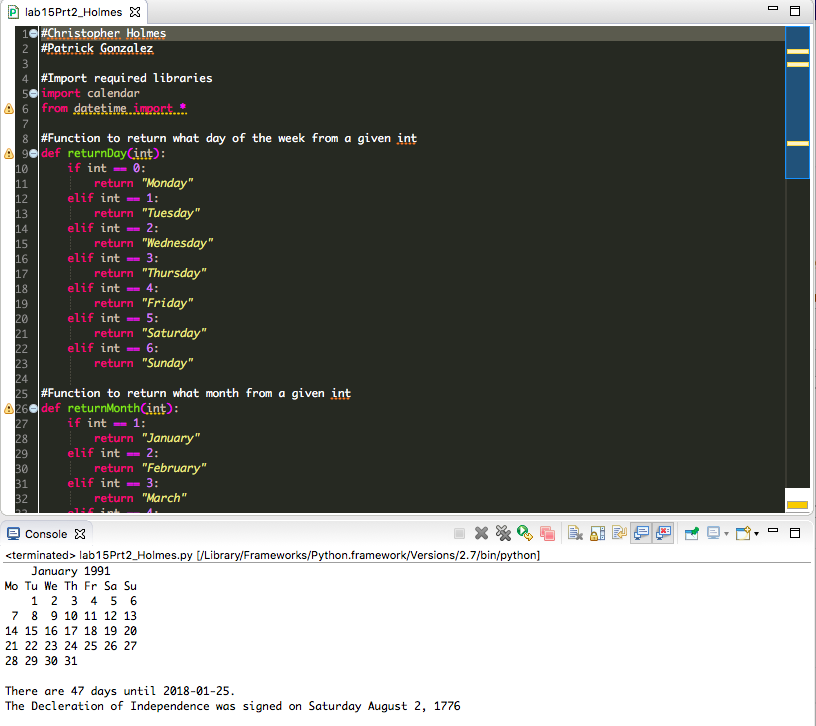 lab15Prt2_Holmes
1 #Christopher Holmes
2 #Patrick Gonzalez
3
4 #Import required libraries
5 import calendar
6 from datetime import *
7
8 #Function to return what day of the week from a given int
9 def returnDay(int):
10 if int == 0:
11 return "Monday"
12 elif int == 1:
13 return "Tuesday"
14 elif int == 2:
15 return "Wednesday"
16 elif int == 3:
17 return "Thursday"
18 elif int == 4:
19 return "Friday"
20 elif int == 5:
21 return "Saturday"
22 elif int == 6:
23 return "Sunday"
24
25 #Function to return what month from a given int
26 def returnMonth(int):
27 if int == 1:
28 return "January"
29 elif int == 2:
30 return "February"
31 elif int == 3:
32 return "March"
33 elif int == 4:
Console
<terminated> lab15Prt2_Holmes.py [/Library/Frameworks/Python.framework/Versions/2.7/bin/python]
January 1991
Mo Tu We Th Fr Sa Su
1 2 3 4 5 6
7 8 9 10 11 12 13
14 15 16 17 18 19 20
21 22 23 24 25 26 27
28 29 30 31
There are 47 days until 2018-01-25.
The Decleration of Independence was signed on Saturday August 2, 1776